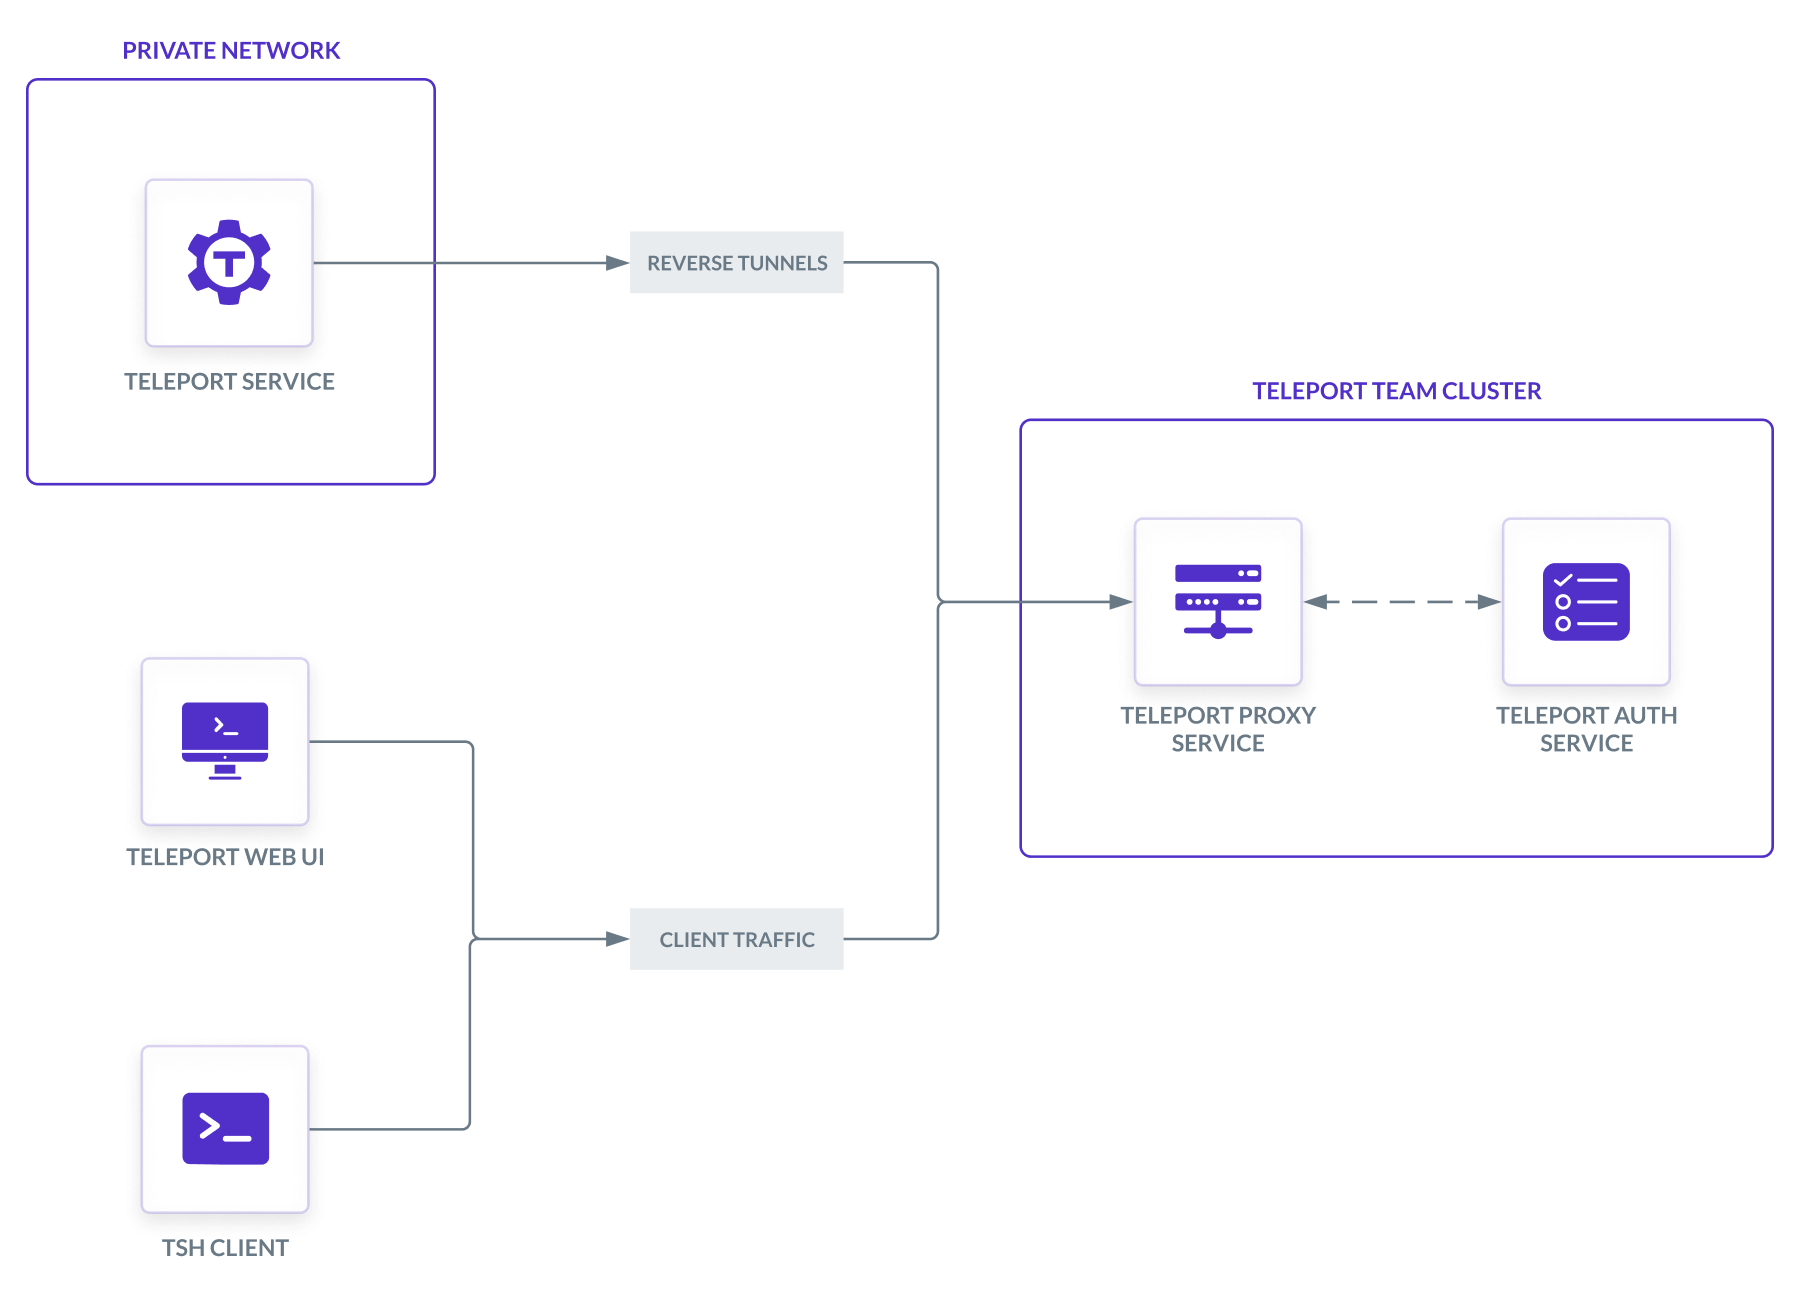 PRIVATE NETWORK
T
TELEPORT SERVICE
REVERSE TUNNELS
TELEPORT TEAM CLUSTER
TELEPORT PROXY
SERVICE
TELEPORT AUTH
SERVICE
>_
TELEPORT WEB UI
CLIENT TRAFFIC
>_
TSH CLIENT